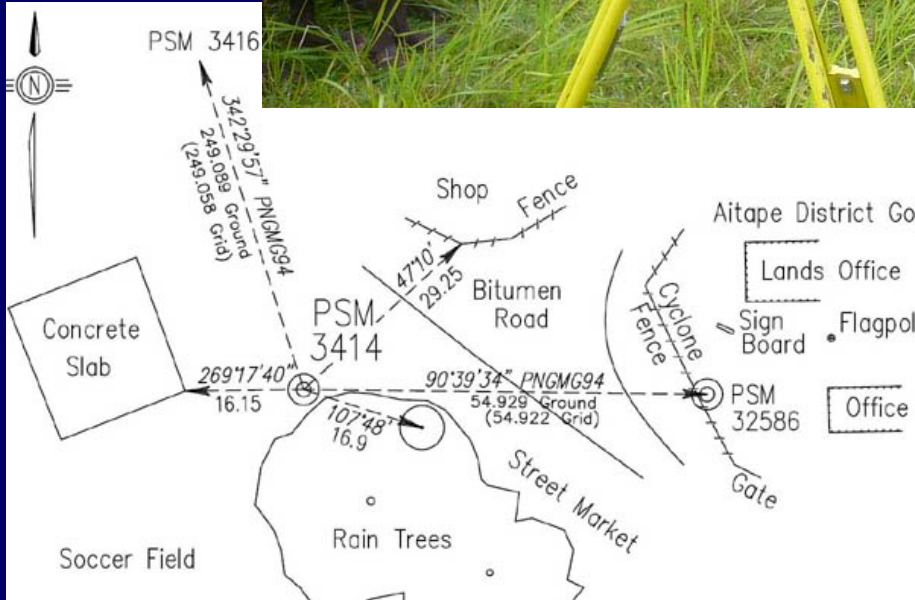 PSM 3416
N
342°29'57" PNGMG94
249.089 Ground
(249.058 Grid)
Shop
Fence
Aitape District Go
Lands Office
47°10'
29.25
Bitumen
Road
Cyclone
Fence
Sign
Board
Flagpol
Concrete
Slab
PSM
3414
269°17'40"
16.15
90°39'34" PNGMG94
54.929 Ground
(54.922 Grid)
PSM
32586
Office
107°48'
16.9
Street Market
Gate
Rain Trees
Soccer Field